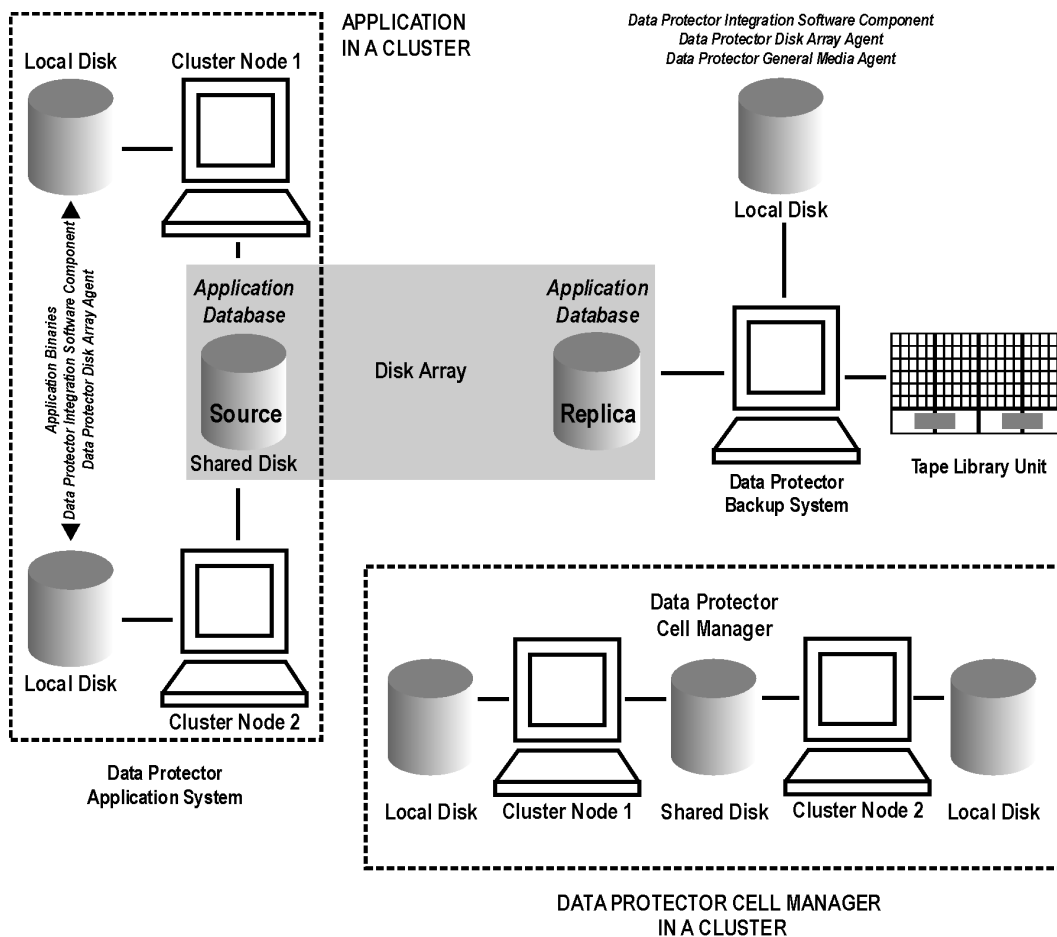 APPLICATION
IN A CLUSTER
Local Disk
Cluster Node 1
Application Binaries
Data Protector Integration Software Component
Data Protector Disk Array Agent
Application
Database
Source
Shared Disk
Disk Array
Application
Database
Replica
Local Disk
Cluster Node 2
Data Protector
Application System
Data Protector Integration Software Component
Data Protector Disk Array Agent
Data Protector General Media Agent
Local Disk
Data Protector
Backup System
Tape Library Unit
Data Protector
Cell Manager
Local Disk
Cluster Node 1
Shared Disk
Cluster Node 2
Local Disk
DATA PROTECTOR CELL MANAGER
IN A CLUSTER